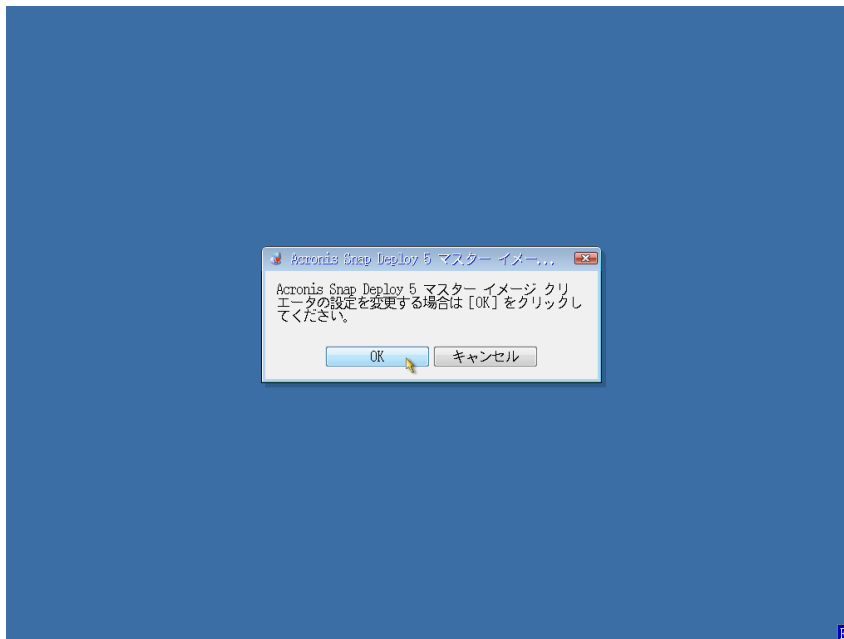 Acronis Snap Deploy 5 マスター イメー...
Acronis Snap Deploy 5 マスター イメージ クリ
エータの設定を変更する場合は [OK] をクリックし
てください。
OK
キャンセル